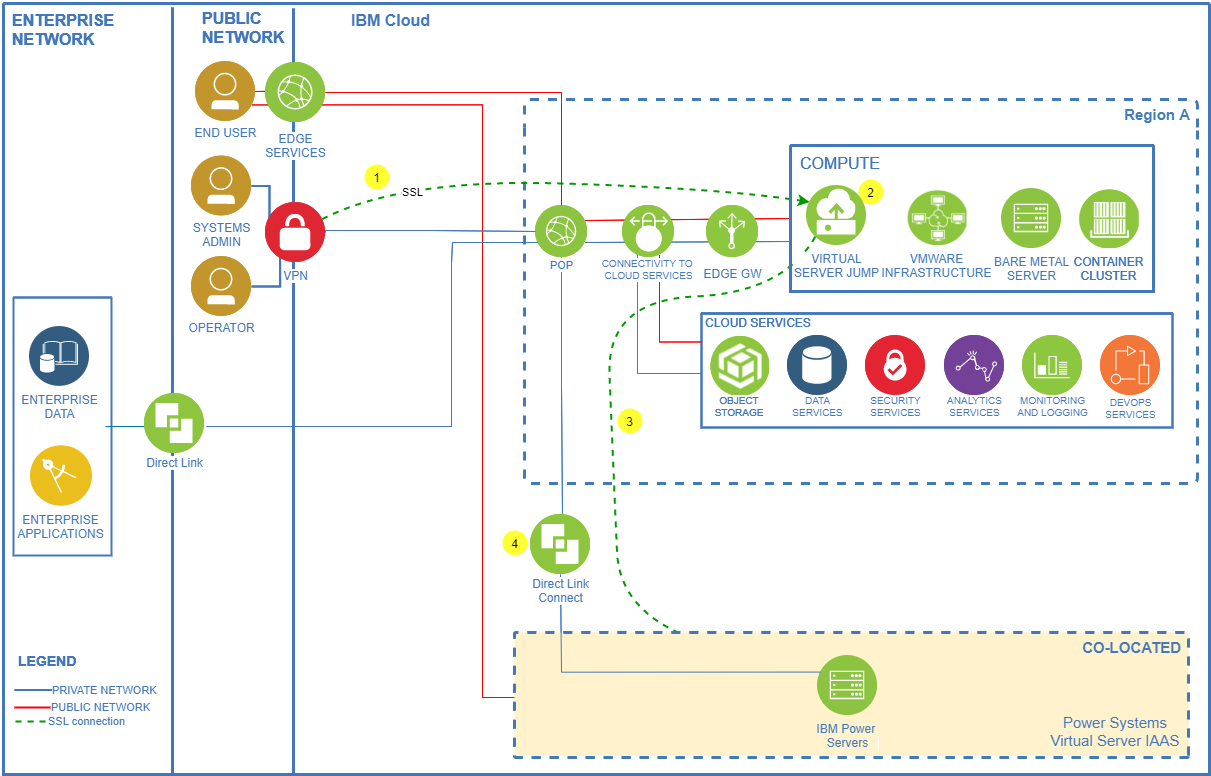 ENTERPRISE
NETWORK
PUBLIC
NETWORK
IBM Cloud
END USER
EDGE
SERVICES
SYSTEMS
ADMIN
VPN
OPERATOR
ENTERPRISE
DATA
ENTERPRISE
APPLICATIONS
Direct Link
1
SSL
Region A
COMPUTE
2
VIRTUAL
SERVER JUMP
VMWARE
INFRASTRUCTURE
BARE METAL
SERVER
CONTAINER
CLUSTER
POP
CONNECTIVITY TO
CLOUD SERVICES
EDGE GW
CLOUD SERVICES
OBJECT
STORAGE
DATA
SERVICES
SECURITY
SERVICES
ANALYTICS
SERVICES
MONITORING
AND LOGGING
DEVOPS
SERVICES
3
4
Direct Link
Connect
CO-LOCATED
IBM Power
Servers
Power Systems
Virtual Server IAAS
LEGEND
PRIVATE NETWORK
PUBLIC NETWORK
SSL connection